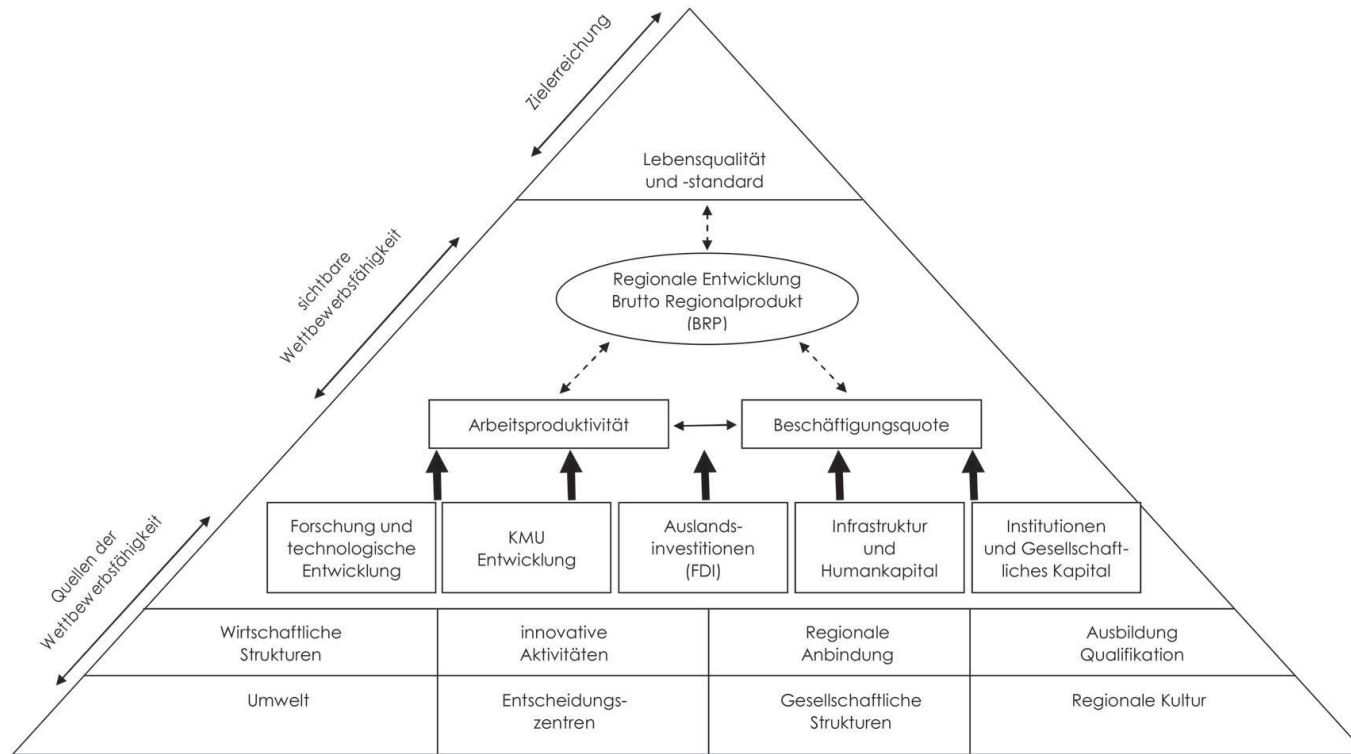 Zielerreichung
Lebensqualität
und -standard
sichtbare
Wettbewerbsfähigkeit
Regionale Entwicklung
Brutto Regionalprodukt
(BRP)
Arbeitsproduktivität
Beschäftigungsquote
Quellen der
Wettbewerbsfähigkeit
Forschung und
technologische
Entwicklung
KMU
Entwicklung
Auslands-
investitionen
(FDI)
Infrastruktur
und
Humankapital
Institutionen
und Gesellschaft-
liches Kapital
Wirtschaftliche
Strukturen
innovative
Aktivitäten
Regionale
Anbindung
Ausbildung
Qualifikation
Umwelt
Entscheidungs-
zentren
Gesellschaftliche
Strukturen
Regionale Kultur